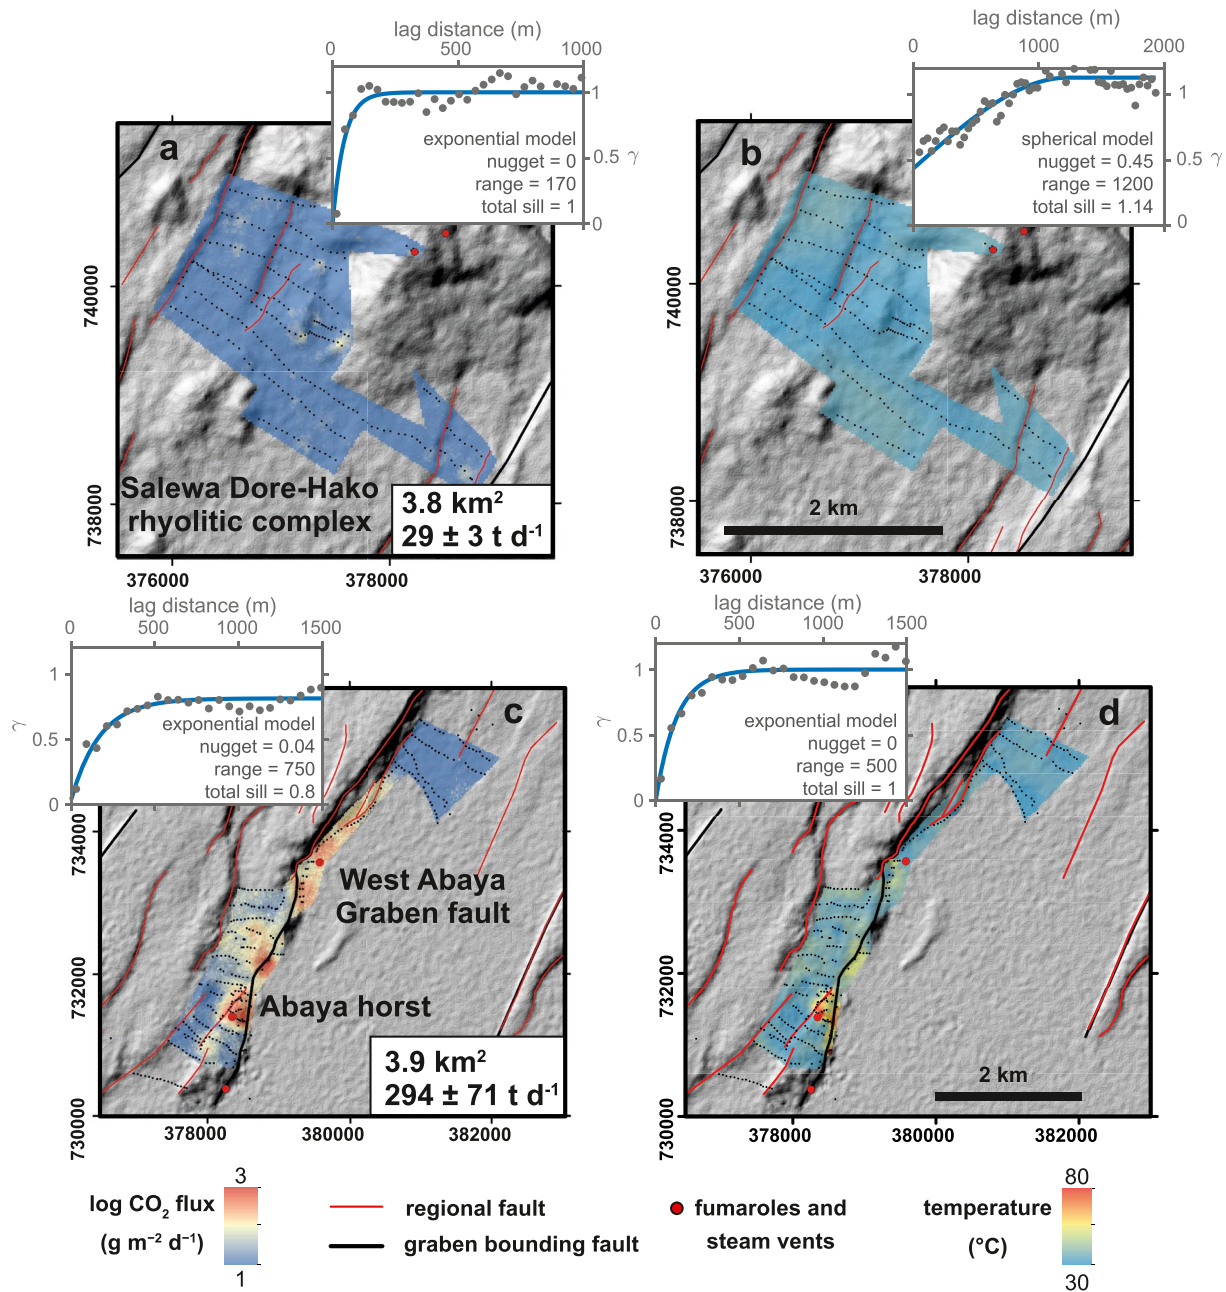 lag distance (m)
0 500 1000
1
0.5 γ
0
exponential model
nugget = 0
range = 170
total sill = 1
a
740000
738000
Salewa Dore-Hako
rhyolitic complex
3.8 km²
29 ± 3 t d⁻¹
376000 378000
lag distance (m)
0 1000 2000
1
0.5 γ
0
spherical model
nugget = 0.45
range = 1200
total sill = 1.14
b
740000
738000
2 km
376000 378000
lag distance (m)
0 500 1000 1500
1
γ
0.5
0
exponential model
nugget = 0.04
range = 750
total sill = 0.8
c
734000
732000
730000
West Abaya
Graben fault
Abaya horst
3.9 km²
294 ± 71 t d⁻¹
378000 380000 382000
lag distance (m)
0 500 1000 1500
1
γ
0.5
0
exponential model
nugget = 0
range = 500
total sill = 1
d
734000
732000
730000
2 km
378000 380000 382000
3
log CO₂ flux
(g m⁻² d⁻¹)
1
regional fault
graben bounding fault
fumaroles and
steam vents
80
temperature
(°C)
30